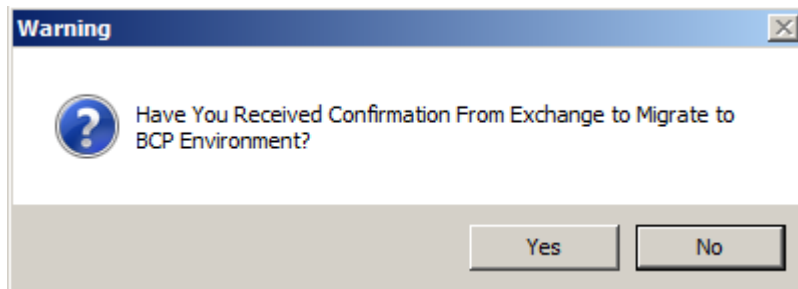 Warning
Have You Received Confirmation From Exchange to Migrate to
BCP Environment?
Yes
No